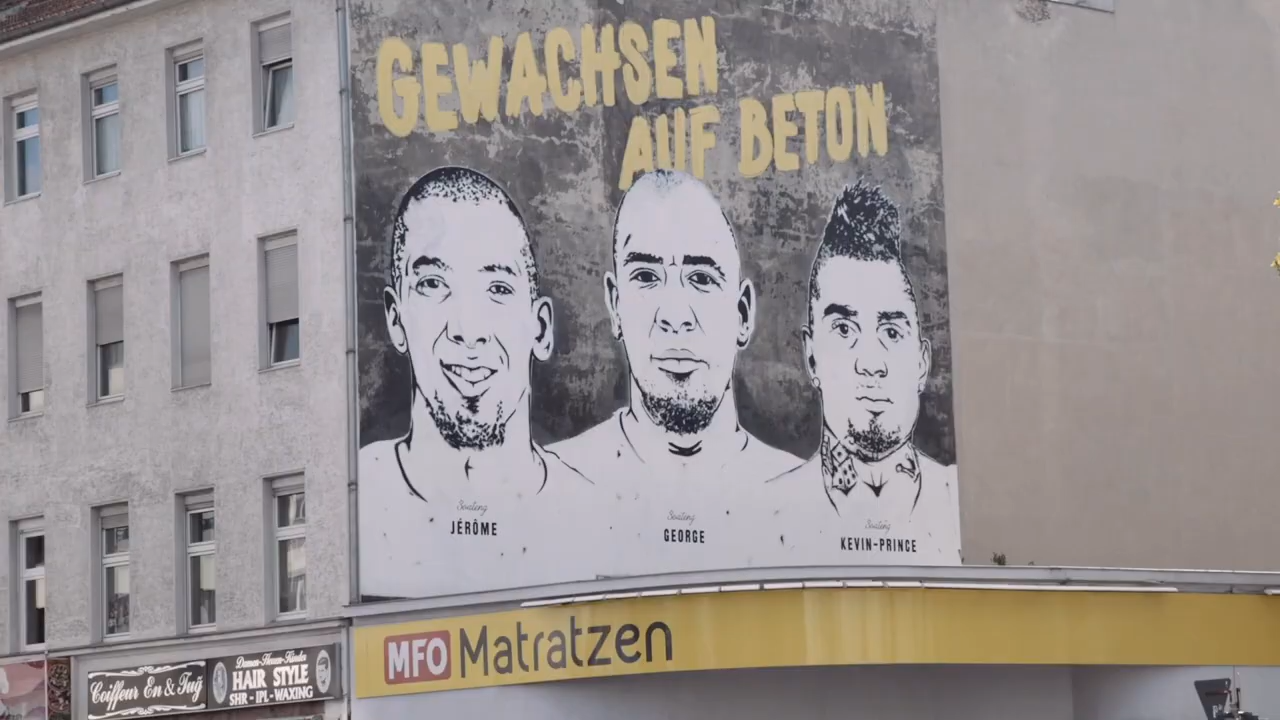 GEWACHSEN
AUF BETON
Boateng
JÉRÔME
Boateng
GEORGE
Boateng
KEVIN-PRINCE
MFO Matratzen
Coiffeur En & Tuğ
Damen-Herren-Kinder
HAIR STYLE
SHR - IPL - WAXING